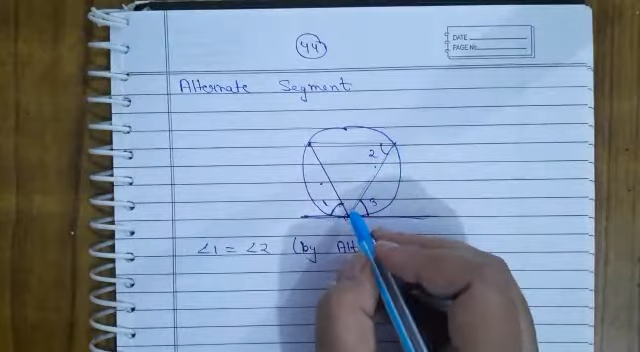 44
DATE
PAGE No.
Alternate Segment
2
1 3
∠1 = ∠2 (by Alt